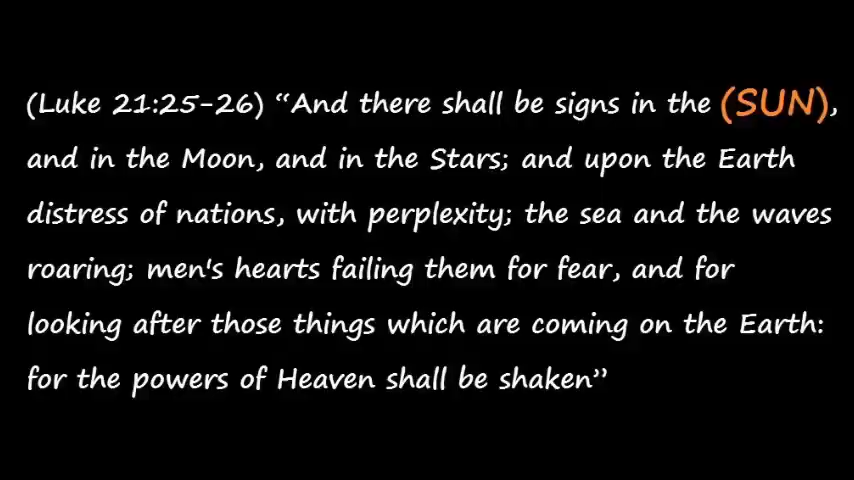 (Luke 21:25-26) “And there shall be signs in the (SUN),
and in the Moon, and in the Stars; and upon the Earth
distress of nations, with perplexity; the sea and the waves
roaring; men's hearts failing them for fear, and for
looking after those things which are coming on the Earth:
for the powers of Heaven shall be shaken”